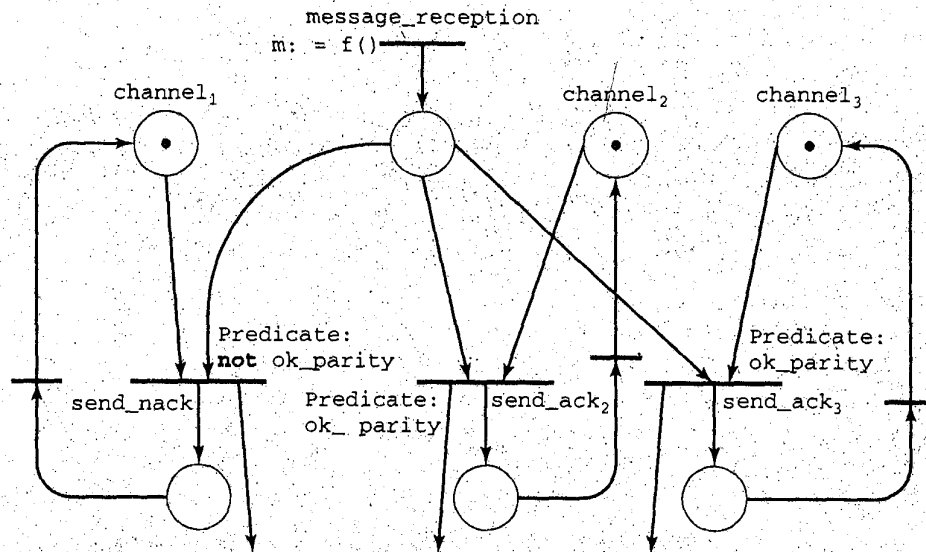 message_reception
m: = f()
channel₁
channel₂
channel₃
Predicate:
not ok_parity
Predicate:
ok_parity
send_nack
Predicate:
ok_ parity
send_ack₂
send_ack₃